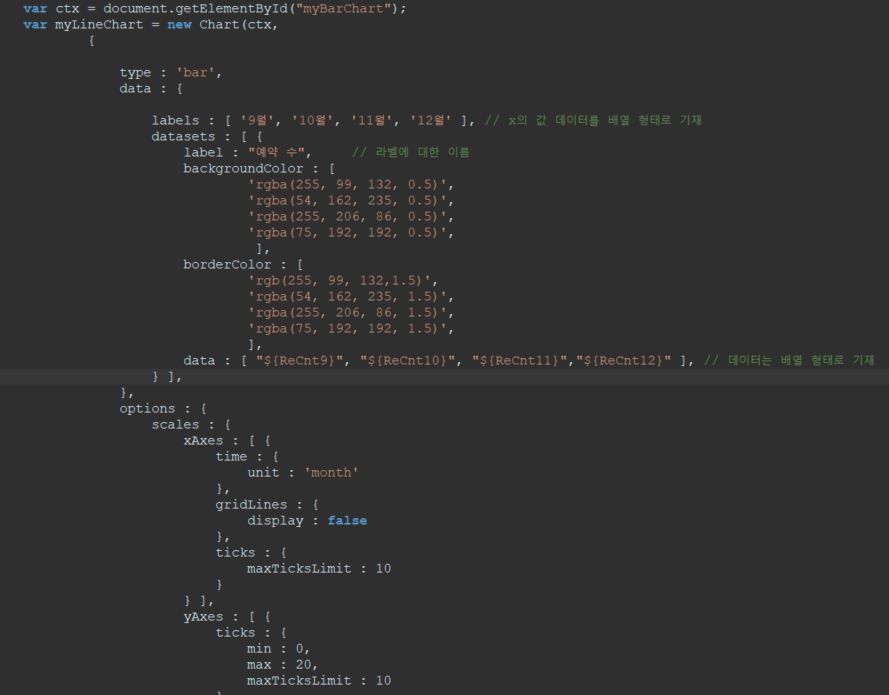 var ctx = document.getElementById("myBarChart");
var myLineChart = new Chart(ctx,
{
type : 'bar',
data : {
labels : [ '9월', '10월', '11월', '12월' ], // x의 값 데이터를 배열 형태로 기재
datasets : [ {
label : "예약 수", // 라벨에 대한 이름
backgroundColor : [
'rgba(255, 99, 132, 0.5)',
'rgba(54, 162, 235, 0.5)',
'rgba(255, 206, 86, 0.5)',
'rgba(75, 192, 192, 0.5)',
],
borderColor : [
'rgb(255, 99, 132,1.5)',
'rgba(54, 162, 235, 1.5)',
'rgba(255, 206, 86, 1.5)',
'rgba(75, 192, 192, 1.5)',
],
data : [ "${ReCnt9}", "${ReCnt10}", "${ReCnt11}","${ReCnt12}" ], // 데이터는 배열 형태로 기재
} ],
},
options : {
scales : {
xAxes : [ {
time : {
unit : 'month'
},
gridLines : {
display : false
},
ticks : {
maxTicksLimit : 10
}
} ],
yAxes : [ {
ticks : {
min : 0,
max : 20,
maxTicksLimit : 10